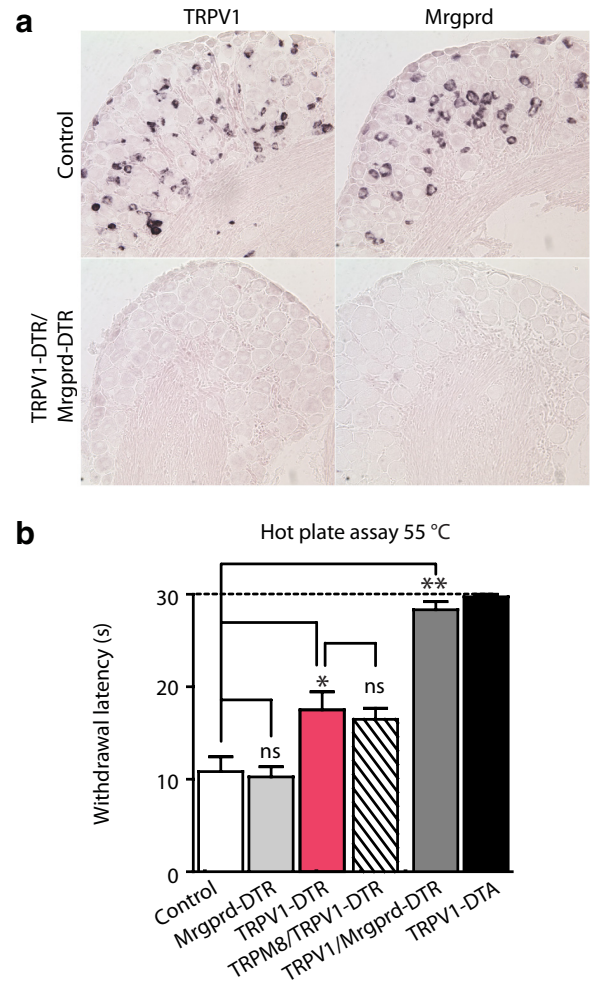 a
TRPV1
Mrgprd
Control
TRPV1-DTR/
Mrgprd-DTR
b
Hot plate assay 55 °C
Withdrawal latency (s)
30
20
10
0
ns
*
ns
**
Control
Mrgprd-DTR
TRPV1-DTR
TRPM8/TRPV1-DTR
TRPV1/Mrgprd-DTR
TRPV1-DTA